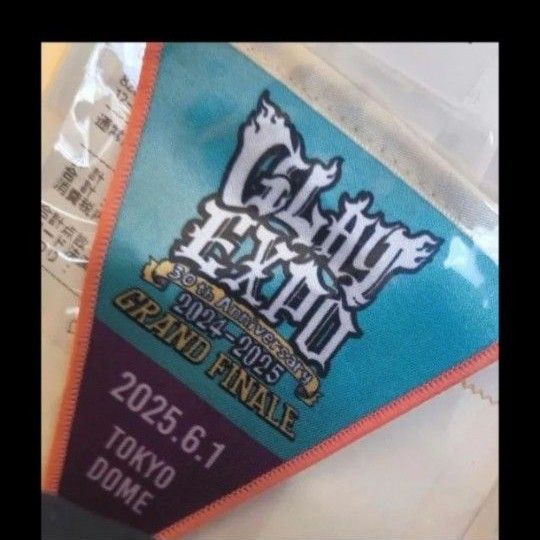 GLAY
EXPO
30th Anniversary
2024-2025
GRAND FINALE
2025.6.1
TOKYO
DOME